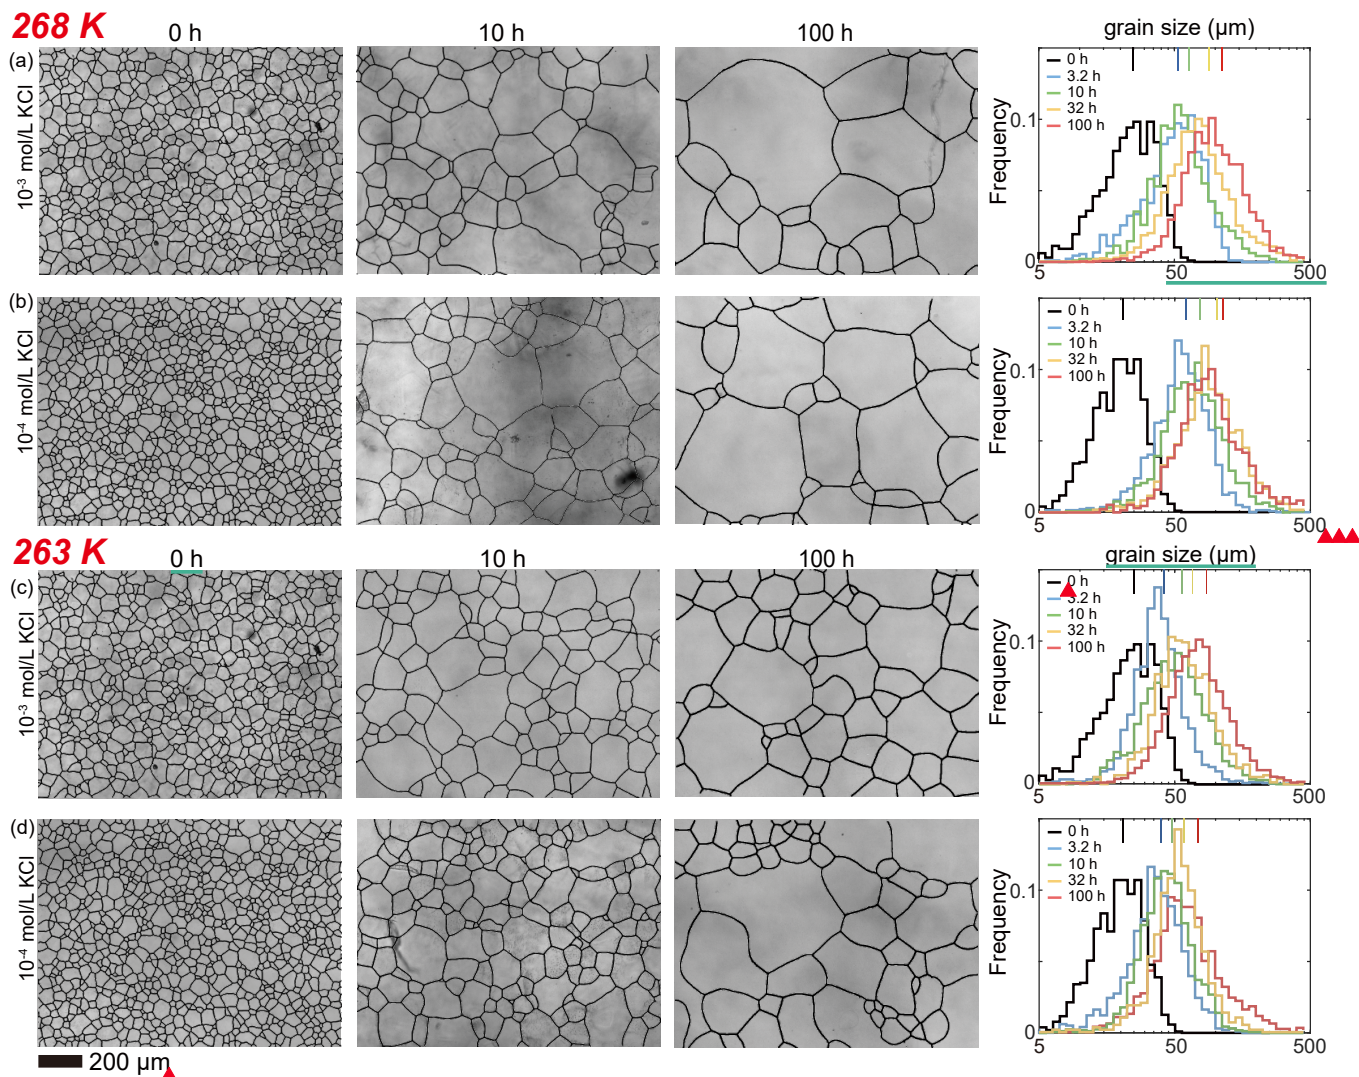 268 K
0 h
10 h
100 h
grain size (µm)
(a)
10⁻³ mol/L KCl
Frequency
0.1
0
0 h
3.2 h
10 h
32 h
100 h
5
50
500
(b)
10⁻⁴ mol/L KCl
Frequency
0.1
0
0 h
3.2 h
10 h
32 h
100 h
5
50
500
263 K
0 h
10 h
100 h
grain size (µm)
(c)
10⁻³ mol/L KCl
Frequency
0.1
0
0 h
3.2 h
10 h
32 h
100 h
5
50
500
(d)
10⁻⁴ mol/L KCl
Frequency
0.1
0
0 h
3.2 h
10 h
32 h
100 h
5
50
500
200 µm